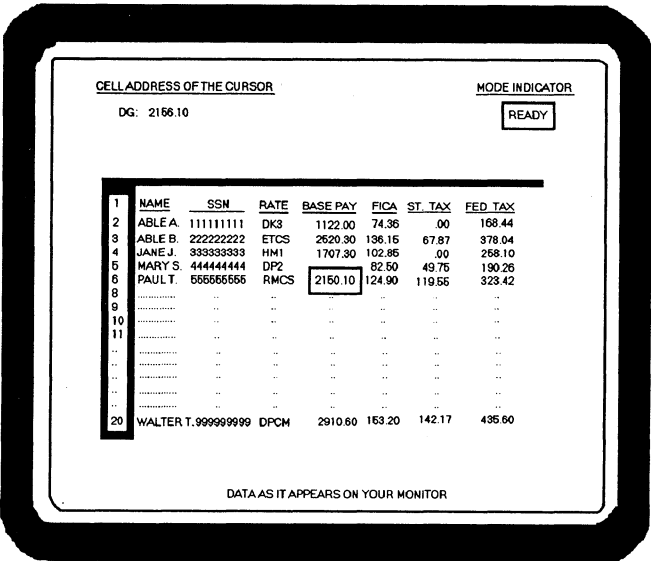 CELL ADDRESS OF THE CURSOR MODE INDICATOR
DG: 2156.10 READY
1 NAME SSN RATE BASE PAY FICA ST. TAX FED TAX
2 ABLE A. 111111111 DK3 1122.00 74.36 .00 168.44
3 ABLE B. 222222222 ETCS 2520.30 136.15 67.87 378.04
4 JANE J. 333333333 HM1 1707.30 102.85 .00 258.10
5 MARY S. 444444444 DP2 82.50 49.75 190.26
6 PAUL T. 555555555 RMCS 2150.10 124.90 119.56 323.42
8 ............. .. .. .. .. .. ..
9 ............. .. .. .. .. .. ..
10 ............. .. .. .. .. .. ..
11 ............. .. .. .. .. .. ..
.. ............. .. .. .. .. .. ..
.. ............. .. .. .. .. .. ..
.. ............. .. .. .. .. .. ..
.. ............. .. .. .. .. .. ..
.. ............. .. .. .. .. .. ..
20 WALTER T. 999999999 DPCM 2910.60 153.20 142.17 435.60
DATA AS IT APPEARS ON YOUR MONITOR